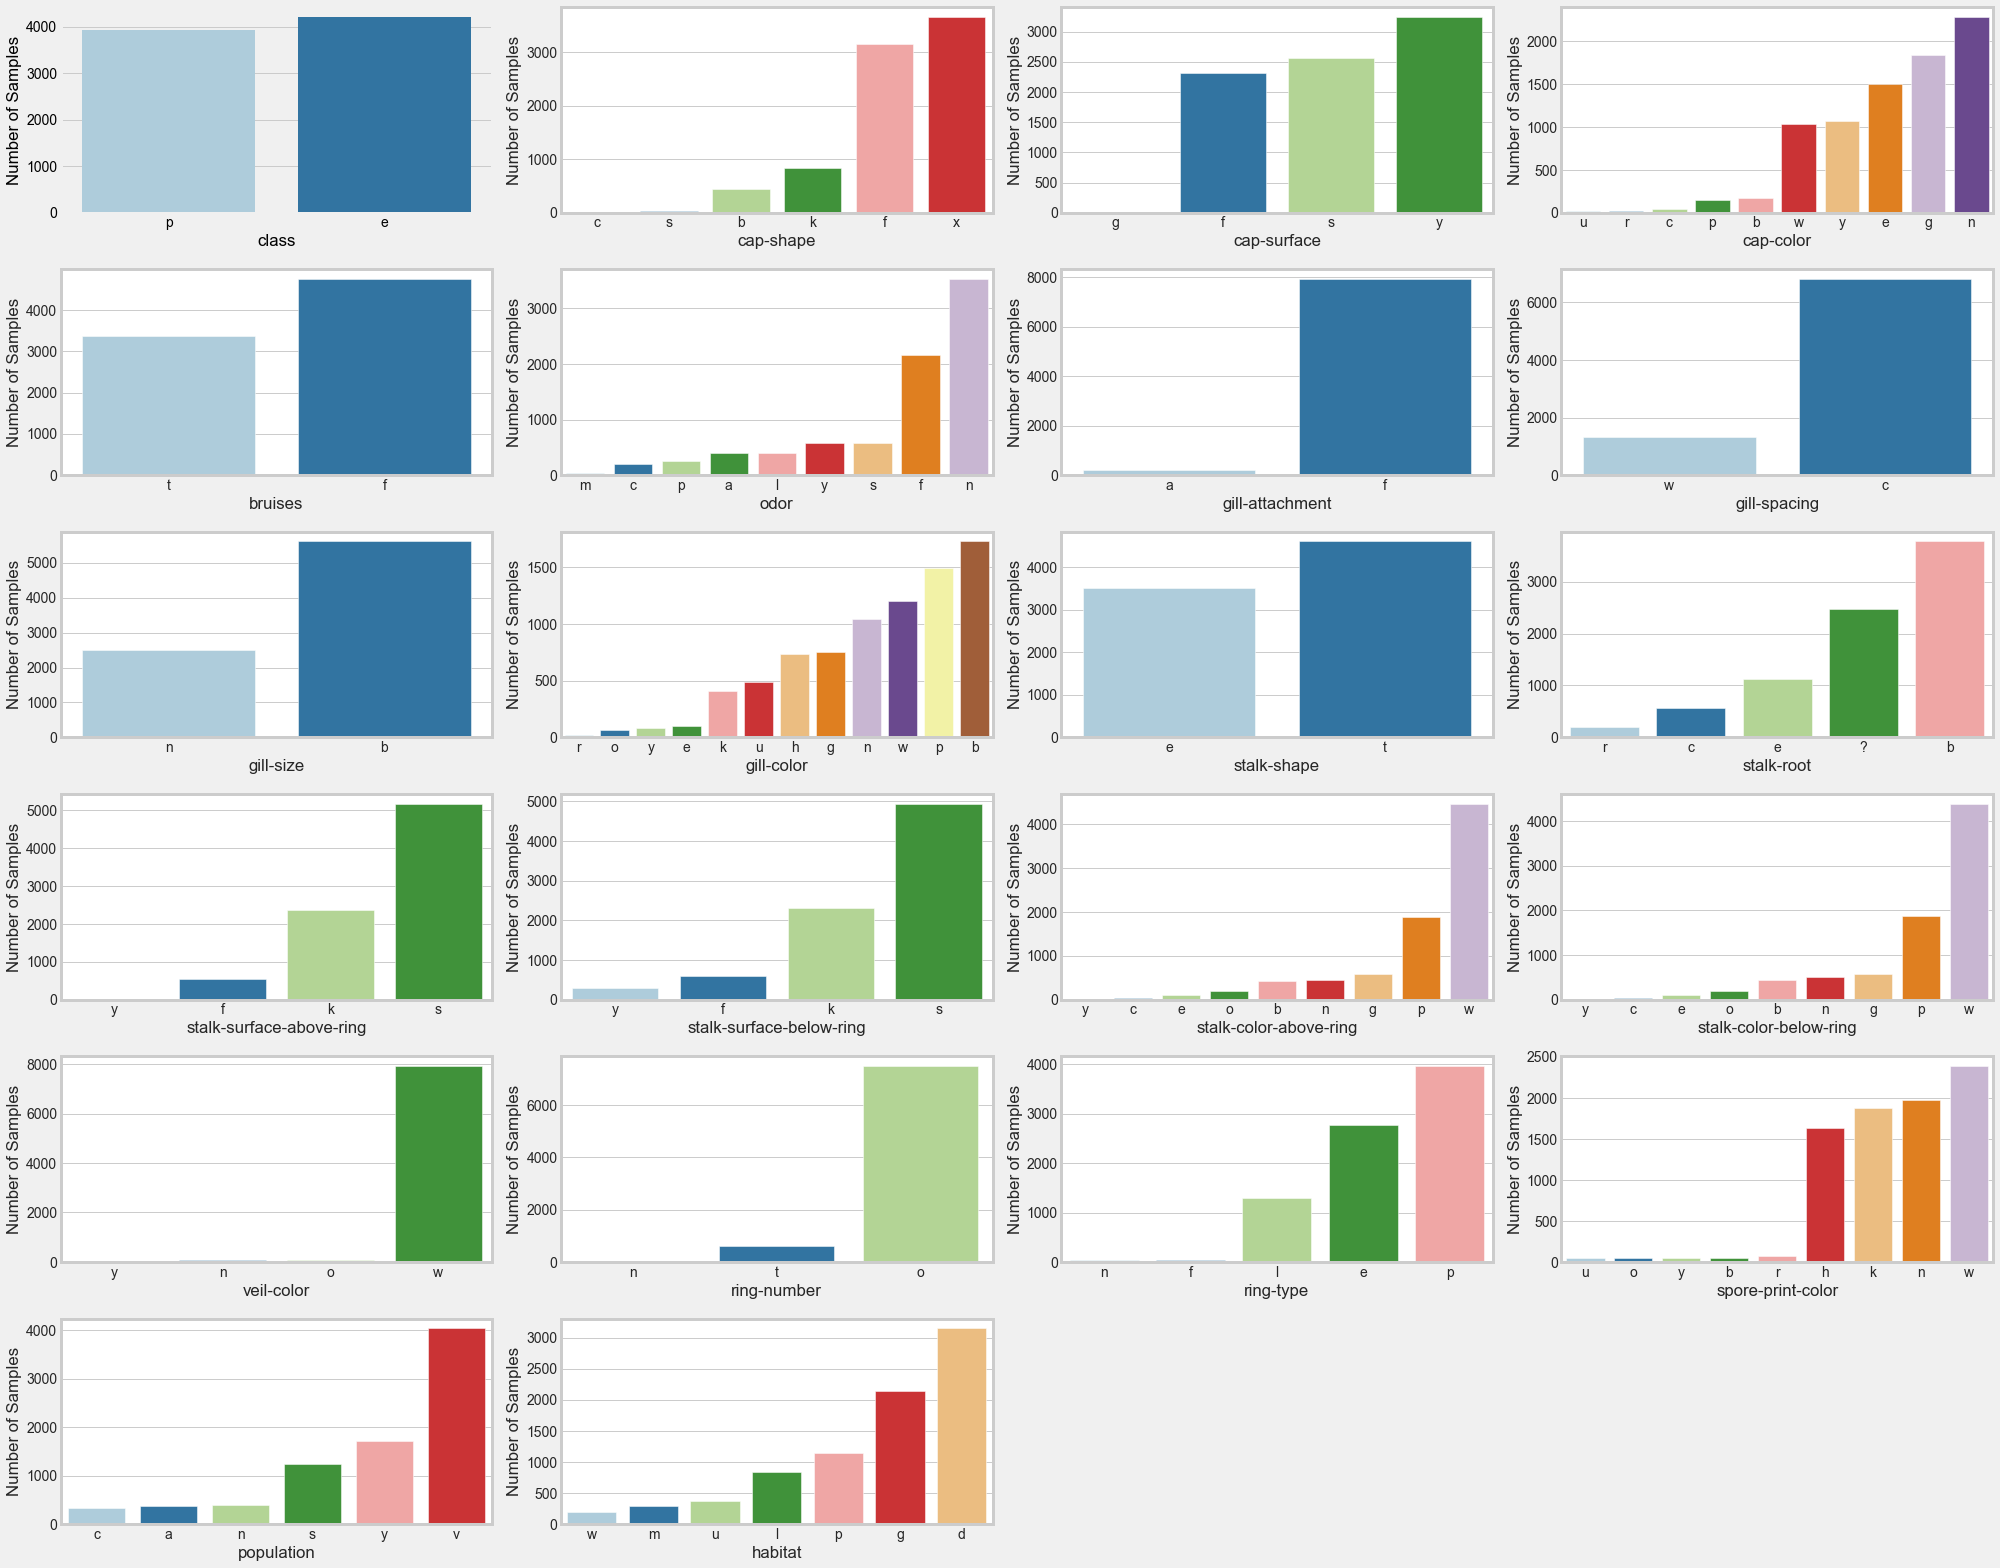 Number of Samples
4000
3000
2000
1000
0
p e
class
Number of Samples
3000
2000
1000
0
c s b k f x
cap-shape
Number of Samples
3000
2500
2000
1500
1000
500
0
g f s y
cap-surface
Number of Samples
2000
1500
1000
500
0
u r c p b w y e g n
cap-color
Number of Samples
4000
3000
2000
1000
0
t f
bruises
Number of Samples
3000
2000
1000
0
m c p a l y s f n
odor
Number of Samples
8000
6000
4000
2000
0
a f
gill-attachment
Number of Samples
6000
4000
2000
0
w c
gill-spacing
Number of Samples
5000
4000
3000
2000
1000
0
n b
gill-size
Number of Samples
1500
1000
500
0
r o y e k u h g n w p b
gill-color
Number of Samples
4000
3000
2000
1000
0
e t
stalk-shape
Number of Samples
3000
2000
1000
0
r c e ? b
stalk-root
Number of Samples
5000
4000
3000
2000
1000
0
y f k s
stalk-surface-above-ring
Number of Samples
5000
4000
3000
2000
1000
0
y f k s
stalk-surface-below-ring
Number of Samples
4000
3000
2000
1000
0
y c e o b n g p w
stalk-color-above-ring
Number of Samples
4000
3000
2000
1000
0
y c e o b n g p w
stalk-color-below-ring
Number of Samples
8000
6000
4000
2000
0
y n o w
veil-color
Number of Samples
6000
4000
2000
0
n t o
ring-number
Number of Samples
4000
3000
2000
1000
0
n f l e p
ring-type
Number of Samples
2500
2000
1500
1000
500
0
u o y b r h k n w
spore-print-color
Number of Samples
4000
3000
2000
1000
0
c a n s y v
population
Number of Samples
3000
2500
2000
1500
1000
500
0
w m u l p g d
habitat